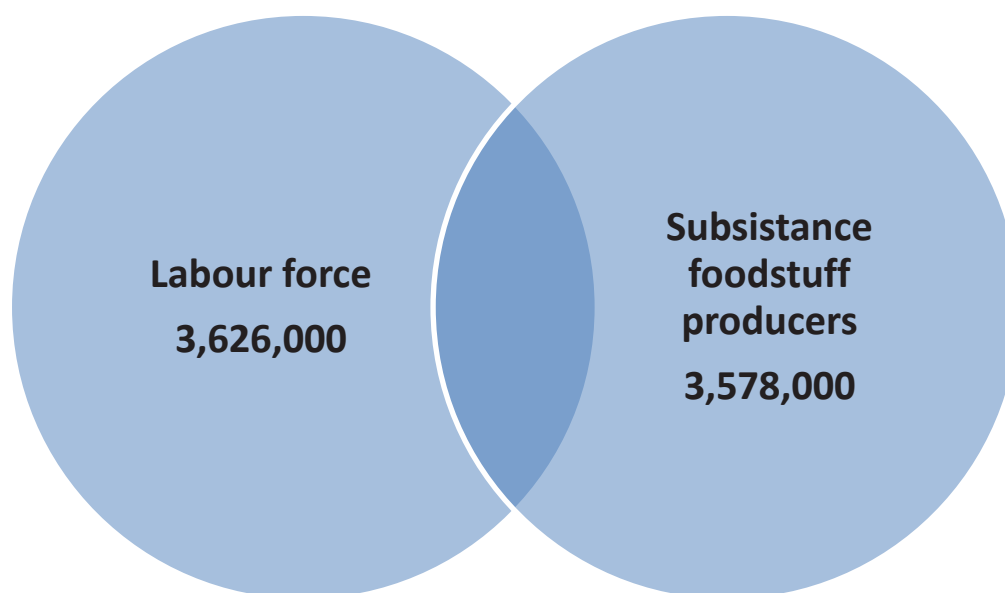 Labour force
3,626,000
Subsistance
foodstuff
producers
3,578,000